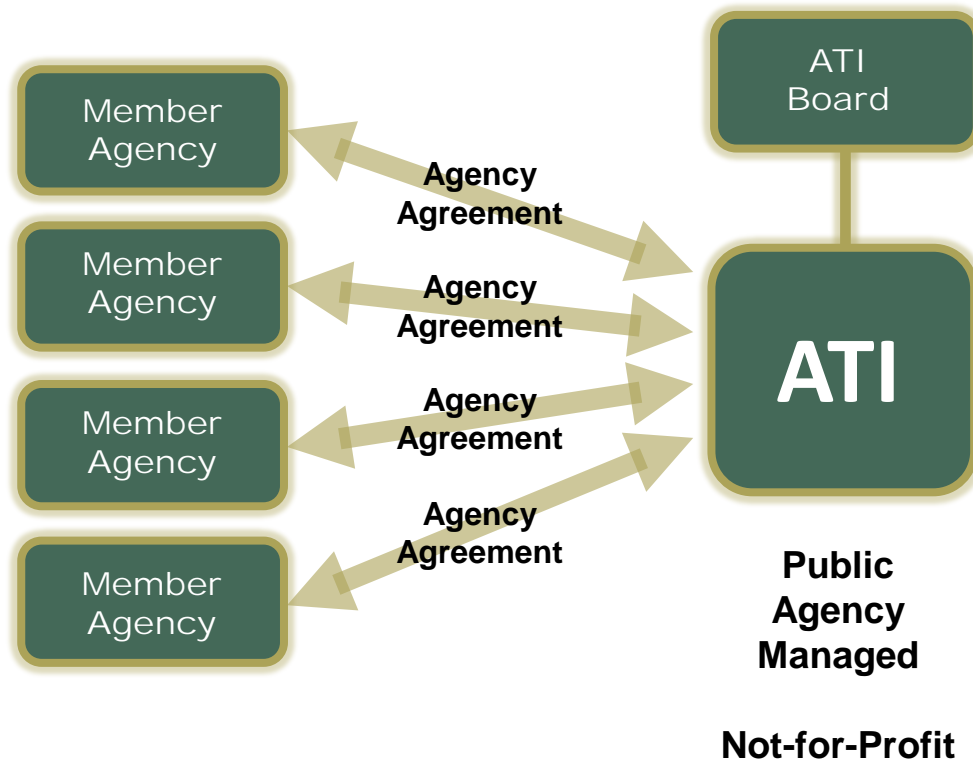 Member
Agency
Agency
Agreement
Member
Agency
Agency
Agreement
Member
Agency
Agency
Agreement
Member
Agency
Agency
Agreement
ATI
Board
ATI
Public
Agency
Managed
Not-for-Profit